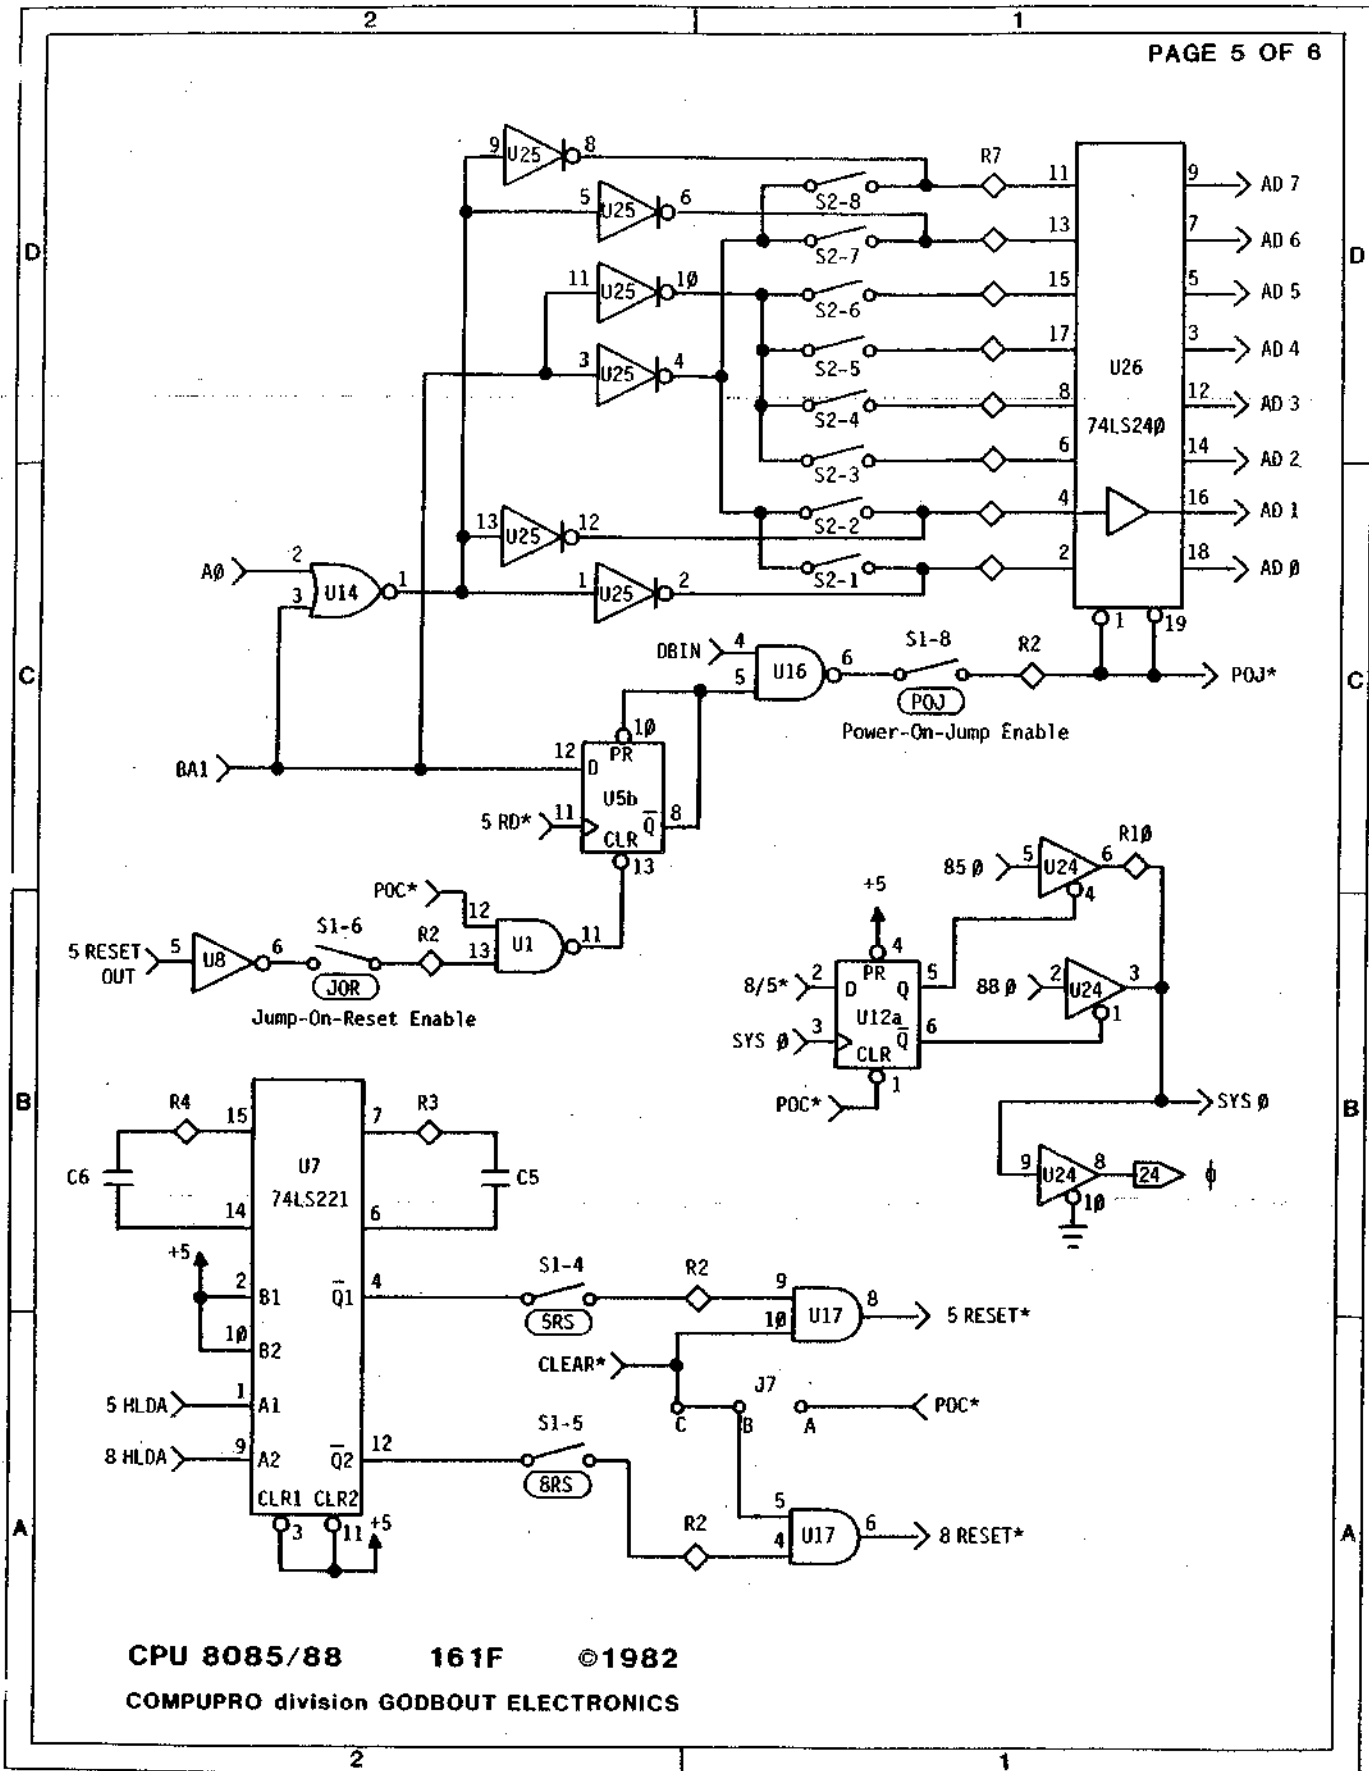 2 1
PAGE 5 OF 6
9 U25 8 R7 11 9 AD 7
S2-8
5 U25 6 13 7 AD 6
S2-7
D D
11 U25 10 15 5 AD 5
S2-6
3 U25 4 17 3 AD 4
S2-5
U26
8 12 AD 3
S2-4 74LS240
6 14 AD 2
S2-3
4 16 AD 1
13 U25 12 S2-2
2 18 AD 0
A0 2 U14 1 1 U25 2 S2-1
3
1 19
DBIN 4 U16 6 S1-8 R2 POJ*
5 POJ
C C
Power-On-Jump Enable
10
BA1 12 D PR
U5b
5 RD* 11 Q 8
CLR
13
85 0 5 U24 6 R10
4
POC* +5
12 U1 11 4
5 RESET OUT 5 U8 6 S1-6 R2 13
JOR
Jump-On-Reset Enable
8/5* 2 D PR Q 5 88 0 2 U24 3
U12a 1
SYS ø 3 Q 6
CLR
1
POC*
SYS ø
B B
R4 15 7 R3
C6 U7 C5
74LS221
14 6
9 U24 8 24 ϕ
10
+5
2 B1 Q1 4 S1-4 R2 9 U17 8 5 RESET*
5RS 10
10 B2
CLEAR*
J7
5 HLDA 1 A1 C B A POC*
S1-5
8 HLDA 9 A2 Q2 12
8RS
CLR1 CLR2
3 11 +5
R2 5 U17 6 8 RESET*
4
A A
CPU 8085/88 161F ©1982
COMPUPRO division GODBOUT ELECTRONICS
2 1